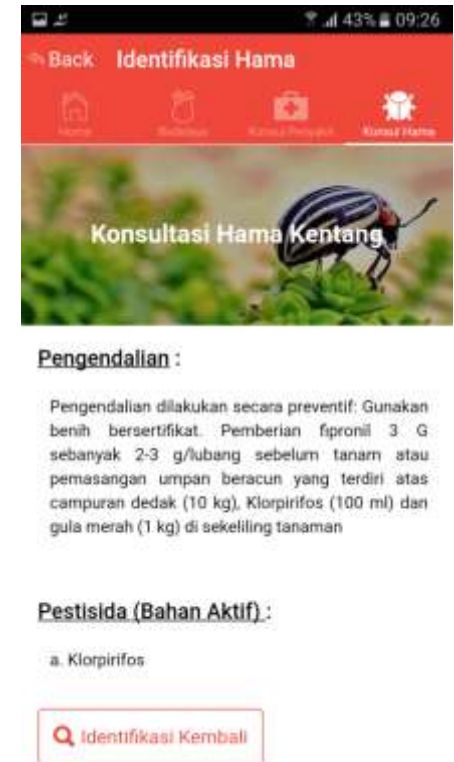 43% 09:26
Back Identifikasi Hama
Home Budidaya Konsul Penyakit Konsul Hama
Konsultasi Hama Kentang
Pengendalian :
Pengendalian dilakukan secara preventif: Gunakan
benih bersertifikat. Pemberian fipronil 3 G
sebanyak 2-3 g/lubang sebelum tanam atau
pemasangan umpan beracun yang terdiri atas
campuran dedak (10 kg), Klorpirifos (100 ml) dan
gula merah (1 kg) di sekeliling tanaman
Pestisida (Bahan Aktif) :
a. Klorpirifos
Identifikasi Kembali